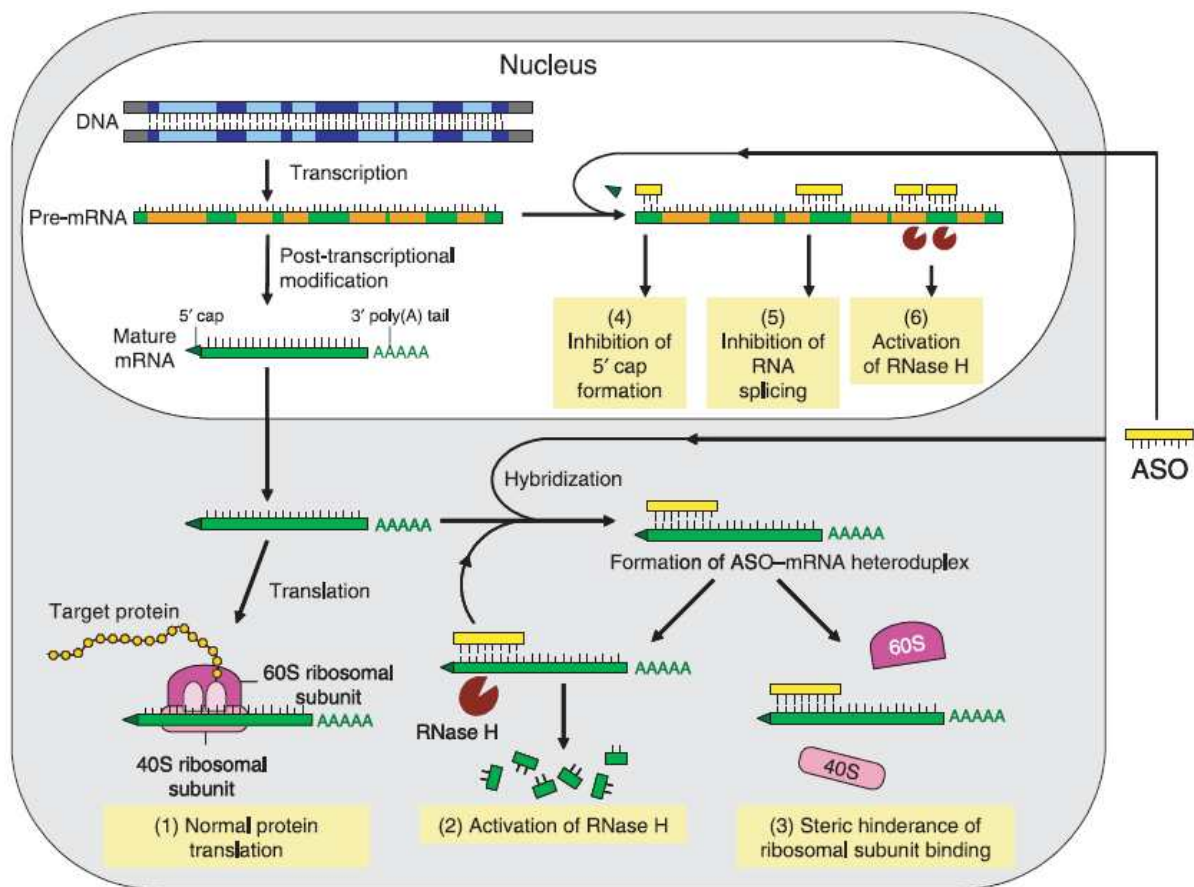 Nucleus
DNA
Transcription
Pre–mRNA
Post-transcriptional
modification
5′ cap
3′ poly(A) tail
Mature
mRNA
AAAAA
(4)
Inhibition of
5′ cap
formation
(5)
Inhibition of
RNA
splicing
(6)
Activation
of RNase H
ASO
Hybridization
AAAAA
AAAAA
Formation of ASO–mRNA heteroduplex
Translation
Target protein
60S ribosomal
subunit
AAAAA
40S ribosomal
subunit
AAAAA
RNase H
60S
AAAAA
40S
(1) Normal protein
translation
(2) Activation of RNase H
(3) Steric hinderance of
ribosomal subunit binding